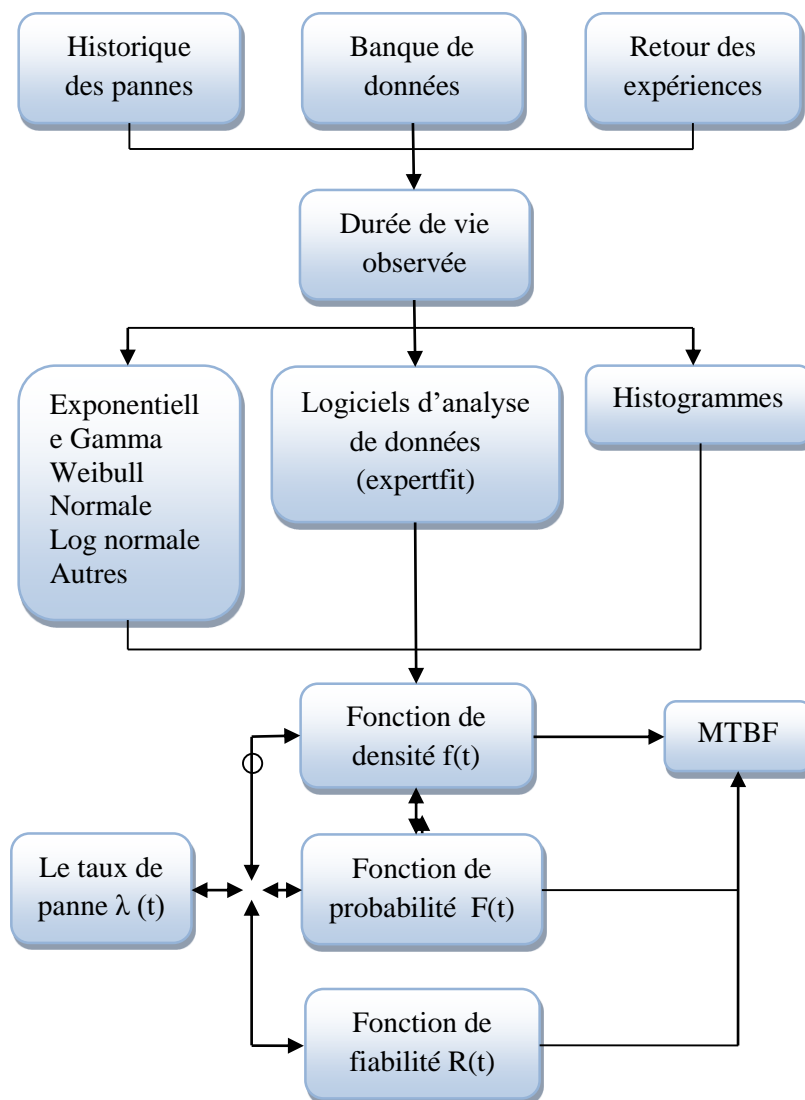 Historique
des pannes
Banque de
données
Retour des
expériences
Durée de vie
observée
Exponentiell
e Gamma
Weibull
Normale
Log normale
Autres
Logiciels d’analyse
de données
(expertfit)
Histogrammes
Fonction de
densité f(t)
MTBF
Le taux de
panne λ (t)
Fonction de
probabilité F(t)
Fonction de
fiabilité R(t)